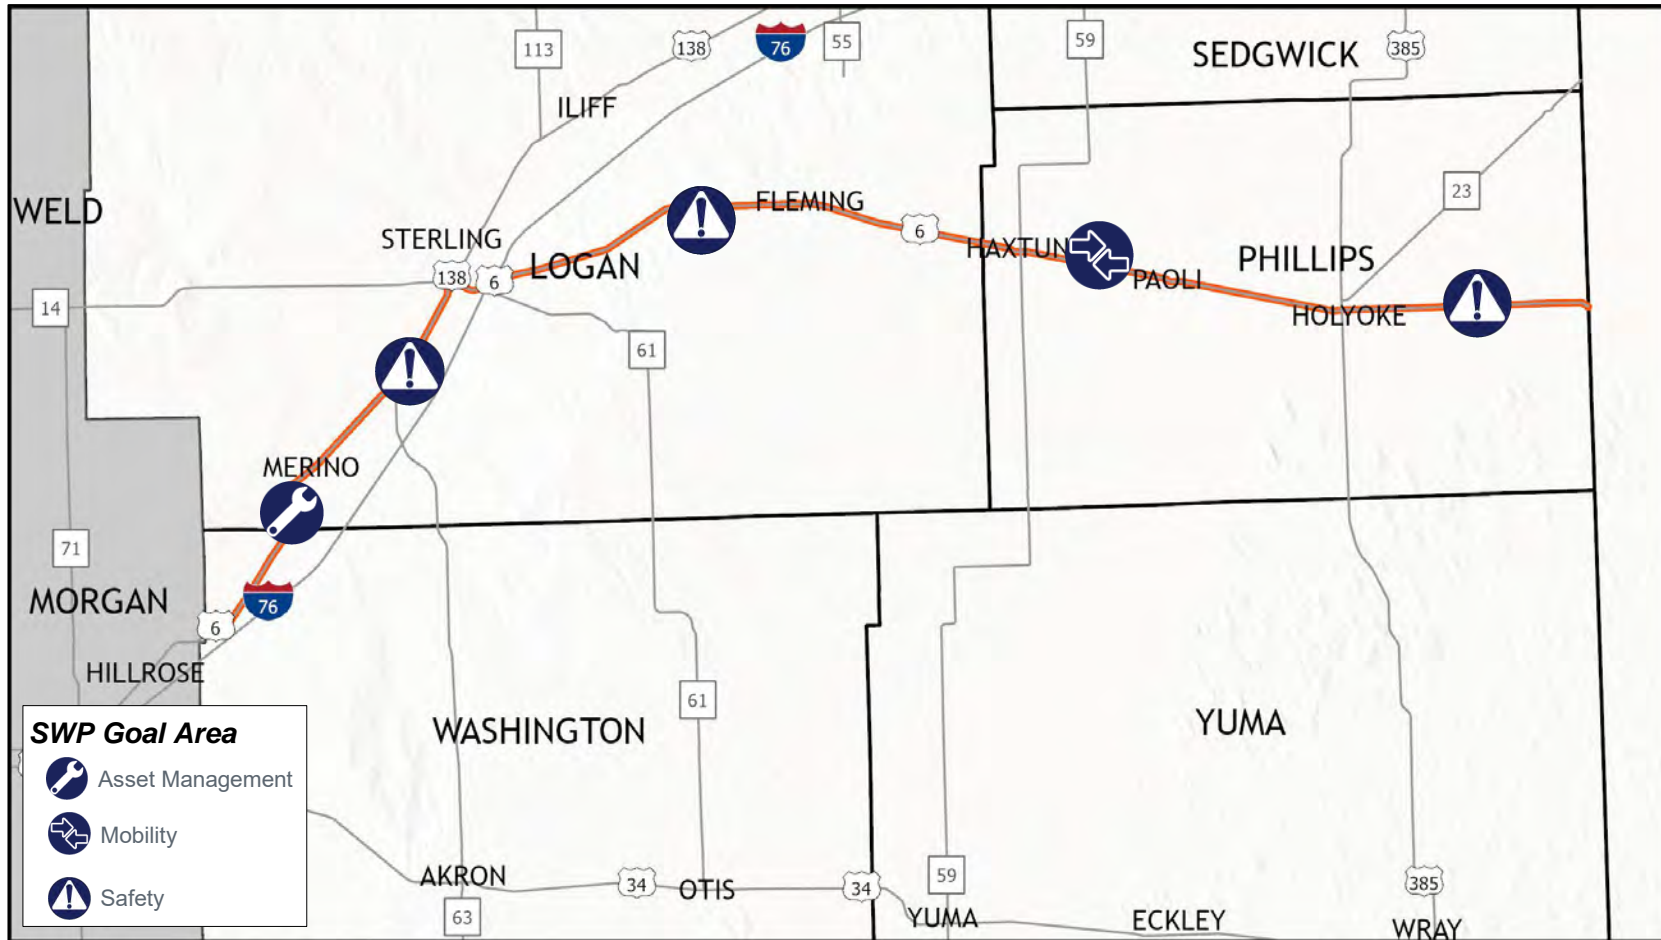 113
138
76
55
59
SEDGWICK
385
ILIFF
WELD
23
FLEMING
6
STERLING
HAXTUN
PHILLIPS
LOGAN
138
6
PAOLI
14
HOLYOKE
61
MERINO
71
76
MORGAN
6
HILLROSE
61
WASHINGTON
YUMA
SWP Goal Area
Asset Management
Mobility
Safety
AKRON
34
OTIS
34
59
385
63
YUMA
ECKLEY
WRAY